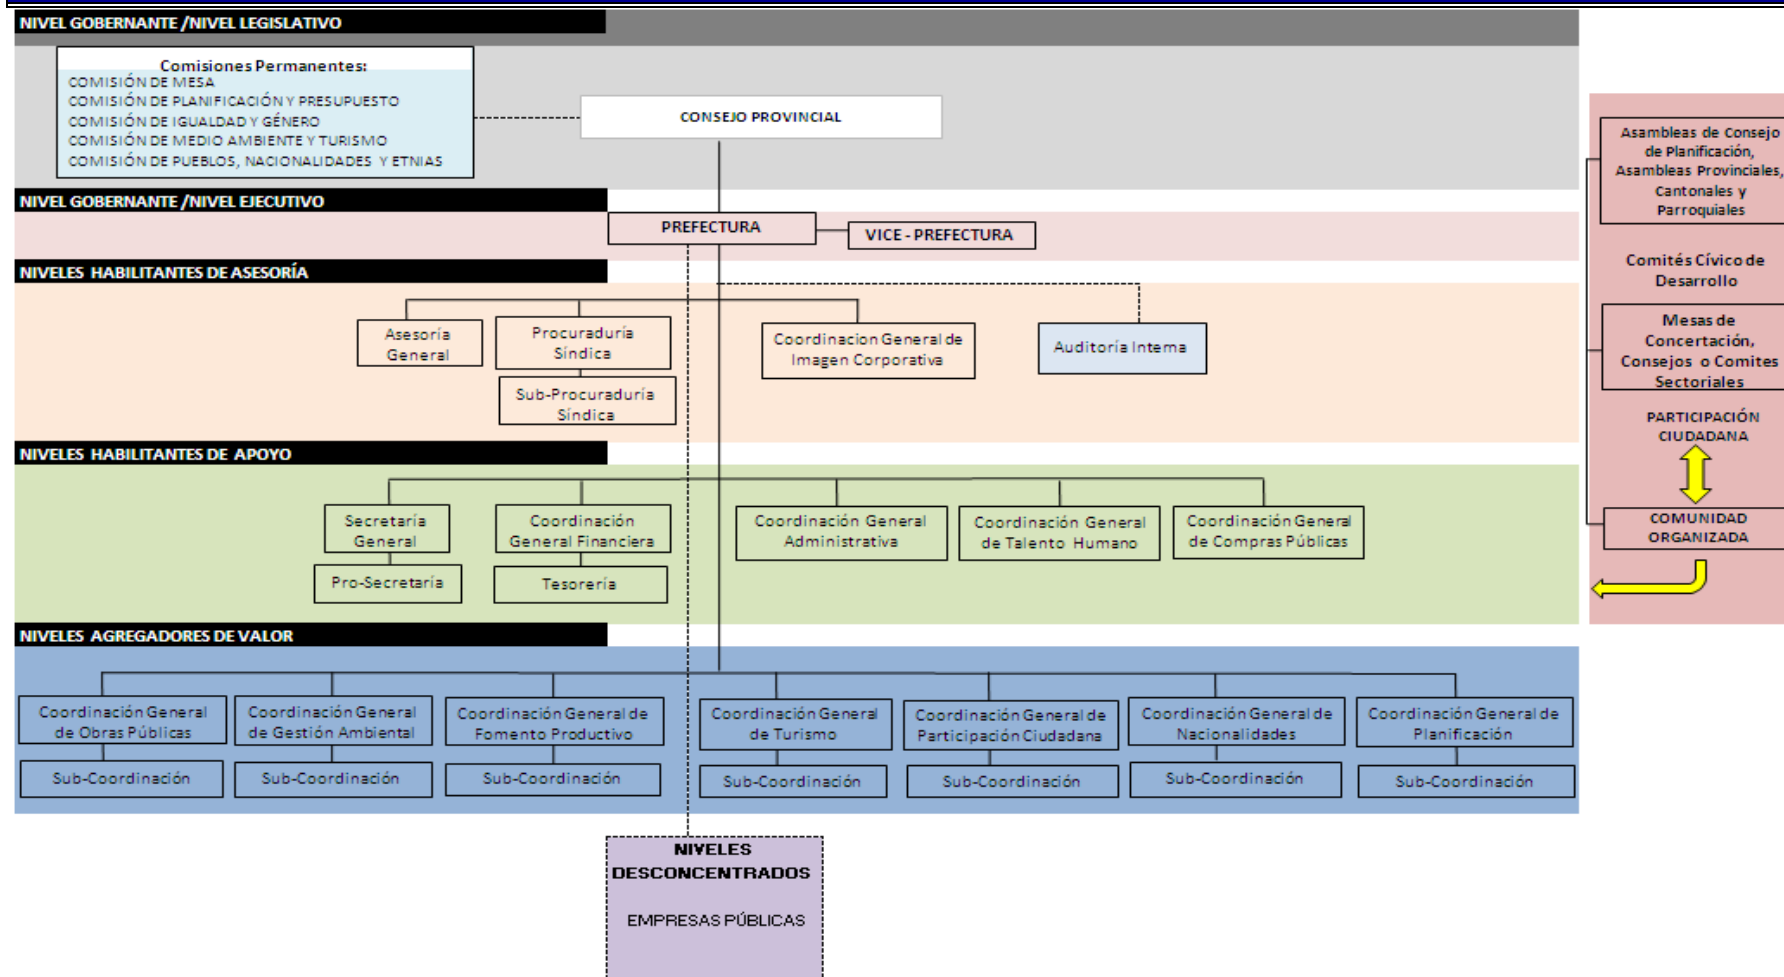 NIVEL GOBERNANTE /NIVEL LEGISLATIVO
Comisiones Permanentes:
COMISIÓN DE MESA
COMISIÓN DE PLANIFICACIÓN Y PRESUPUESTO
COMISIÓN DE IGUALDAD Y GÉNERO
COMISIÓN DE MEDIO AMBIENTE Y TURISMO
COMISIÓN DE PUEBLOS, NACIONALIDADES Y ETNIAS
CONSEJO PROVINCIAL
NIVEL GOBERNANTE /NIVEL EJECUTIVO
PREFECTURA
VICE - PREFECTURA
NIVELES HABILITANTES DE ASESORÍA
Asesoría
General
Procuraduría
Síndica
Sub-Procuraduría
Síndica
Coordinacion General de
Imagen Corporativa
Auditoría Interna
NIVELES HABILITANTES DE APOYO
Secretaría
General
Pro-Secretaría
Coordinación
General Financiera
Tesorería
Coordinación General
Administrativa
Coordinación General
de Talento Humano
Coordinación General
de Compras Públicas
NIVELES AGREGADORES DE VALOR
Coordinación General
de Obras Públicas
Sub-Coordinación
Coordinación General
de Gestión Ambiental
Sub-Coordinación
Coordinación General de
Fomento Productivo
Sub-Coordinación
Coordinación General
de Turismo
Sub-Coordinación
Coordinación General de
Participación Ciudadana
Sub-Coordinación
Coordinación General de
Nacionalidades
Sub-Coordinación
Coordinación General de
Planificación
Sub-Coordinación
NIVELES
DESCONCENTRADOS
EMPRESAS PÚBLICAS
Asambleas de Consejo
de Planificación,
Asambleas Provinciales,
Cantonales y
Parroquiales
Comités Cívico de
Desarrollo
Mesas de
Concertación,
Consejos o Comites
Sectoriales
PARTICIPACIÓN
CIUDADANA
COMUNIDAD
ORGANIZADA